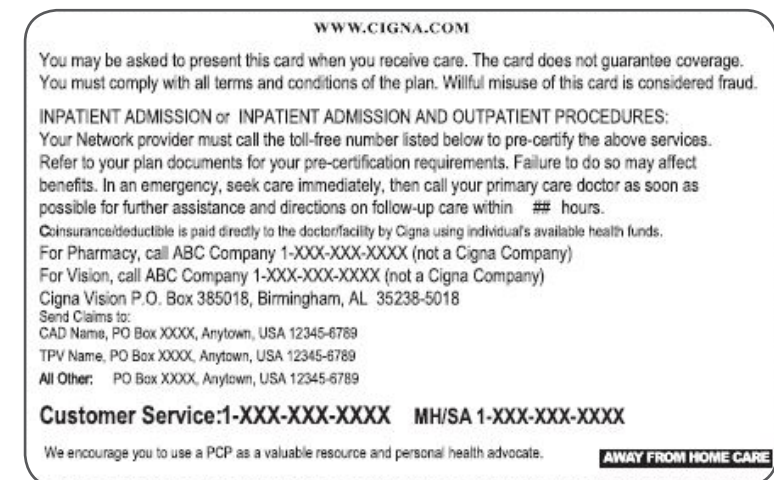 WWW.CIGNA.COM
You may be asked to present this card when you receive care. The card does not guarantee coverage.
You must comply with all terms and conditions of the plan. Willful misuse of this card is considered fraud.
INPATIENT ADMISSION or INPATIENT ADMISSION AND OUTPATIENT PROCEDURES:
Your Network provider must call the toll-free number listed below to pre-certify the above services.
Refer to your plan documents for your pre-certification requirements. Failure to do so may affect
benefits. In an emergency, seek care immediately, then call your primary care doctor as soon as
possible for further assistance and directions on follow-up care within ## hours.
Coinsurance/deductible is paid directly to the doctor/facility by Cigna using individual's available health funds.
For Pharmacy, call ABC Company 1-XXX-XXX-XXXX (not a Cigna Company)
For Vision, call ABC Company 1-XXX-XXX-XXXX (not a Cigna Company)
Cigna Vision P.O. Box 385018, Birmingham, AL 35238-5018
Send Claims to:
CAD Name, PO Box XXXX, Anytown, USA 12345-6789
TPV Name, PO Box XXXX, Anytown, USA 12345-6789
All Other: PO Box XXXX, Anytown, USA 12345-6789
Customer Service:1-XXX-XXX-XXXX MH/SA 1-XXX-XXX-XXXX
We encourage you to use a PCP as a valuable resource and personal health advocate.
AWAY FROM HOME CARE